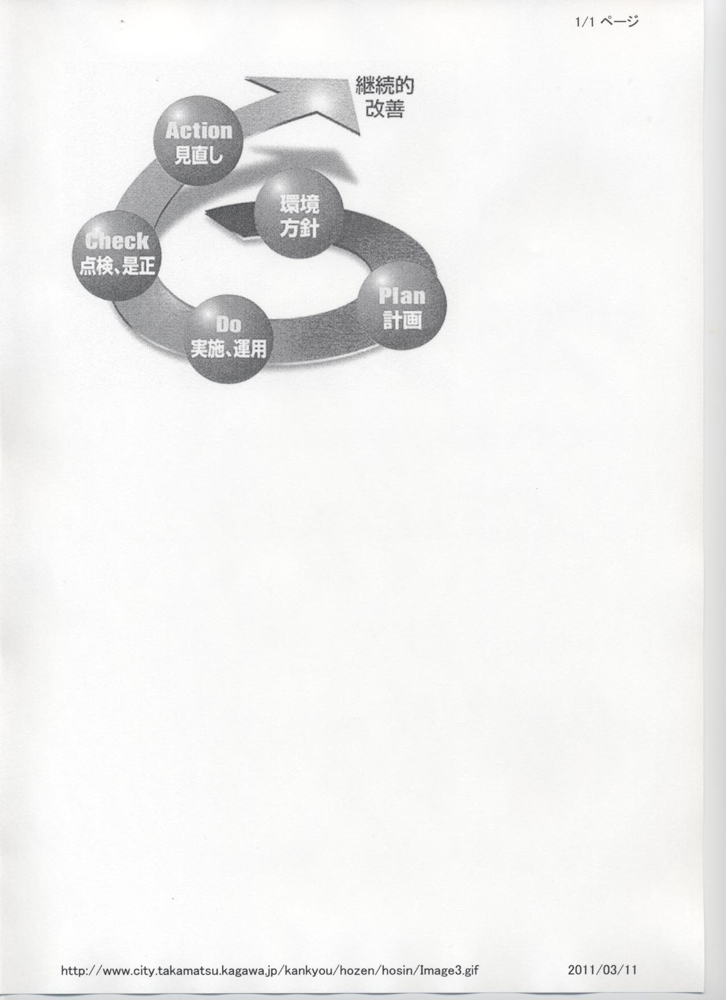 1/1 ページ
継続的
改善
Action
見直し
環境
方針
Check
点検、是正
Plan
計画
Do
実施、運用
http://www.city.takamatsu.kagawa.jp/kankyou/hozen/hosin/Image3.gif
2011/03/11